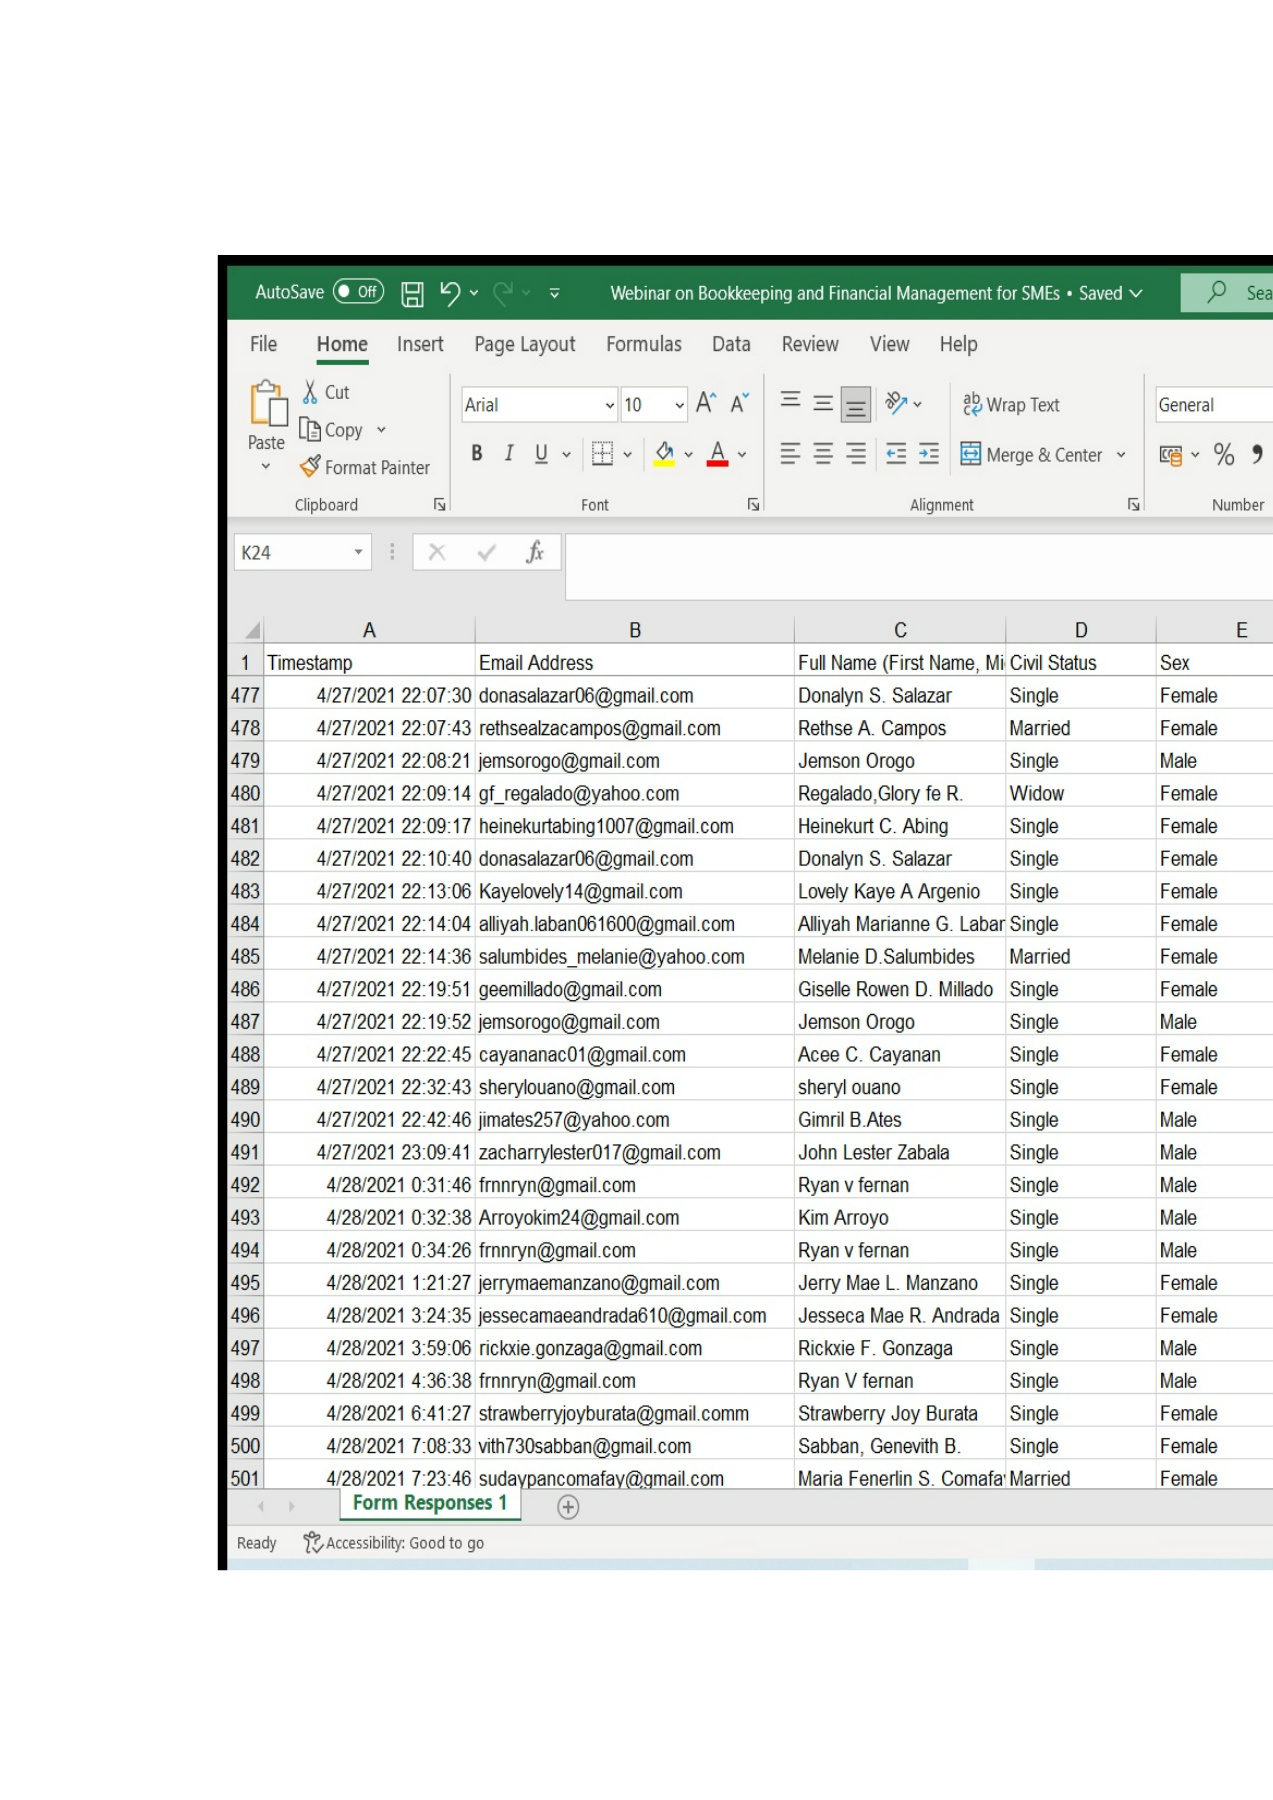 AutoSave Off Webinar on Bookkeeping and Financial Management for SMEs • Saved Sea
File Home Insert Page Layout Formulas Data Review View Help
Paste Cut Copy Format Painter Clipboard
Arial 10 B I U A Font
ab Wrap Text Merge & Center Alignment
General % 9 Number
K24 fx
A B C D E
1 Timestamp Email Address Full Name (First Name, Mi Civil Status Sex
477 4/27/2021 22:07:30 donasalazar06@gmail.com Donalyn S. Salazar Single Female
478 4/27/2021 22:07:43 rethsealzacampos@gmail.com Rethse A. Campos Married Female
479 4/27/2021 22:08:21 jemsorogo@gmail.com Jemson Orogo Single Male
480 4/27/2021 22:09:14 gf_regalado@yahoo.com Regalado,Glory fe R. Widow Female
481 4/27/2021 22:09:17 heinekurtabing1007@gmail.com Heinekurt C. Abing Single Female
482 4/27/2021 22:10:40 donasalazar06@gmail.com Donalyn S. Salazar Single Female
483 4/27/2021 22:13:06 Kayelovely14@gmail.com Lovely Kaye A Argenio Single Female
484 4/27/2021 22:14:04 alliyah.laban061600@gmail.com Alliyah Marianne G. Laban Single Female
485 4/27/2021 22:14:36 salumbides_melanie@yahoo.com Melanie D.Salumbides Married Female
486 4/27/2021 22:19:51 geemillado@gmail.com Giselle Rowen D. Millado Single Female
487 4/27/2021 22:19:52 jemsorogo@gmail.com Jemson Orogo Single Male
488 4/27/2021 22:22:45 cayananac01@gmail.com Acee C. Cayanan Single Female
489 4/27/2021 22:32:43 sherylouano@gmail.com sheryl ouano Single Female
490 4/27/2021 22:42:46 jimates257@yahoo.com Gimril B.Ates Single Male
491 4/27/2021 23:09:41 zacharrylester017@gmail.com John Lester Zabala Single Male
492 4/28/2021 0:31:46 frnnryn@gmail.com Ryan v fernan Single Male
493 4/28/2021 0:32:38 Arroyokim24@gmail.com Kim Arroyo Single Male
494 4/28/2021 0:34:26 frnnryn@gmail.com Ryan v fernan Single Male
495 4/28/2021 1:21:27 jerrymaemanzano@gmail.com Jerry Mae L. Manzano Single Female
496 4/28/2021 3:24:35 jessecamaeandrada610@gmail.com Jesseca Mae R. Andrada Single Female
497 4/28/2021 3:59:06 rickxie.gonzaga@gmail.com Rickxie F. Gonzaga Single Male
498 4/28/2021 4:36:38 frnnryn@gmail.com Ryan V fernan Single Male
499 4/28/2021 6:41:27 strawberryjoyburata@gmail.comm Strawberry Joy Burata Single Female
500 4/28/2021 7:08:33 vith730sabban@gmail.com Sabban, Genevith B. Single Female
501 4/28/2021 7:23:46 sudaypancomafay@gmail.com Maria Fenerlin S. Comafay Married Female
Form Responses 1
Ready Accessibility: Good to go